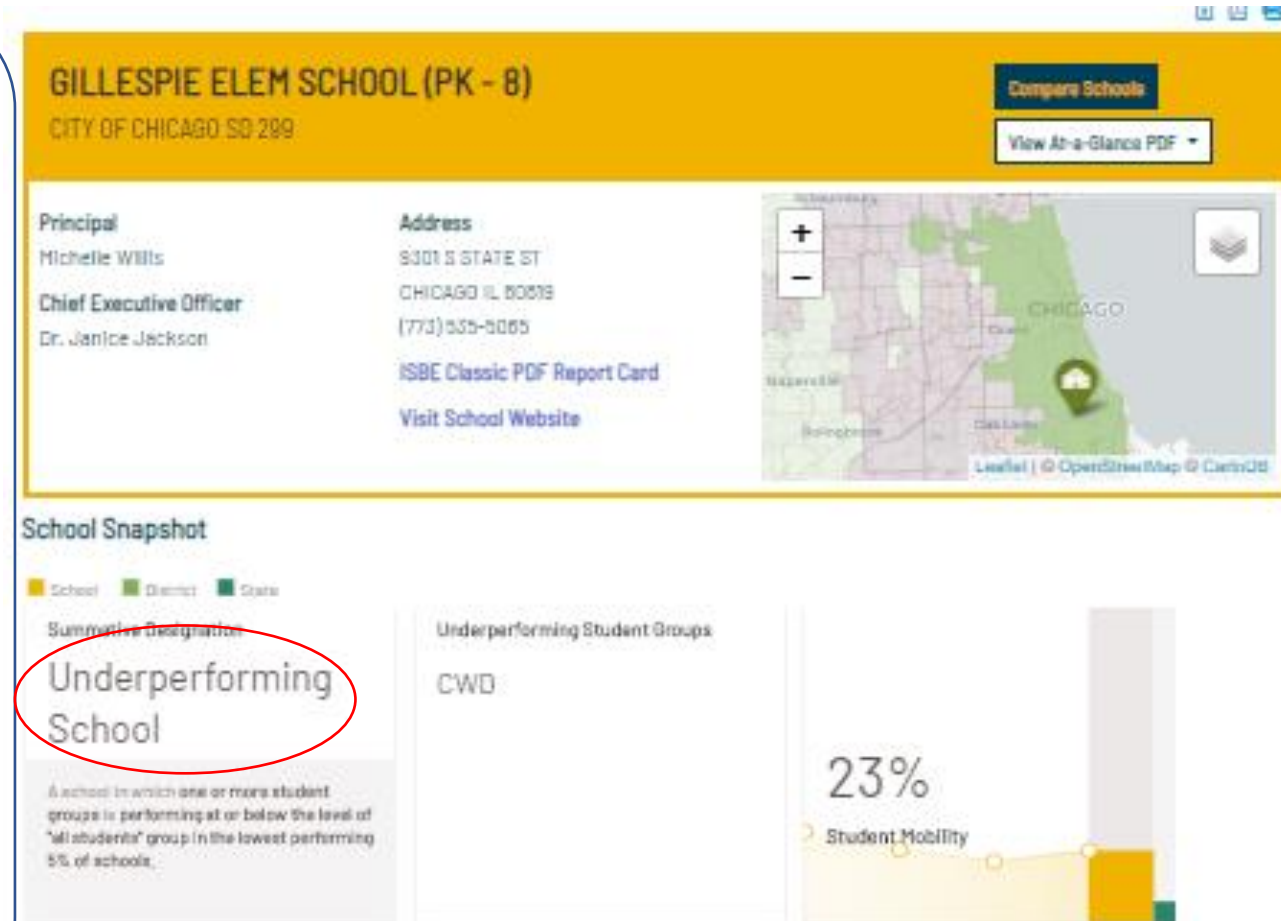 GILLESPIE ELEM SCHOOL (PK - 8)
CITY OF CHICAGO SD 299
Compare Schools
View At-a-Glance PDF
Principal
Michelle Willis
Chief Executive Officer
Dr. Janice Jackson
Address
9301 S STATE ST
CHICAGO IL 60619
(773) 535-5065
ISBE Classic PDF Report Card
Visit School Website
+
−
CHICAGO
Naperville
Bolingbrook
Oak Lawn
Leaflet | © OpenStreetMap © CartoDB
School Snapshot
School District State
Summative Designation
Underperforming
School
A school in which one or more student
groups is performing at or below the level of
"all students" group in the lowest performing
5% of schools.
Underperforming Student Groups
CWD
23%
Student Mobility